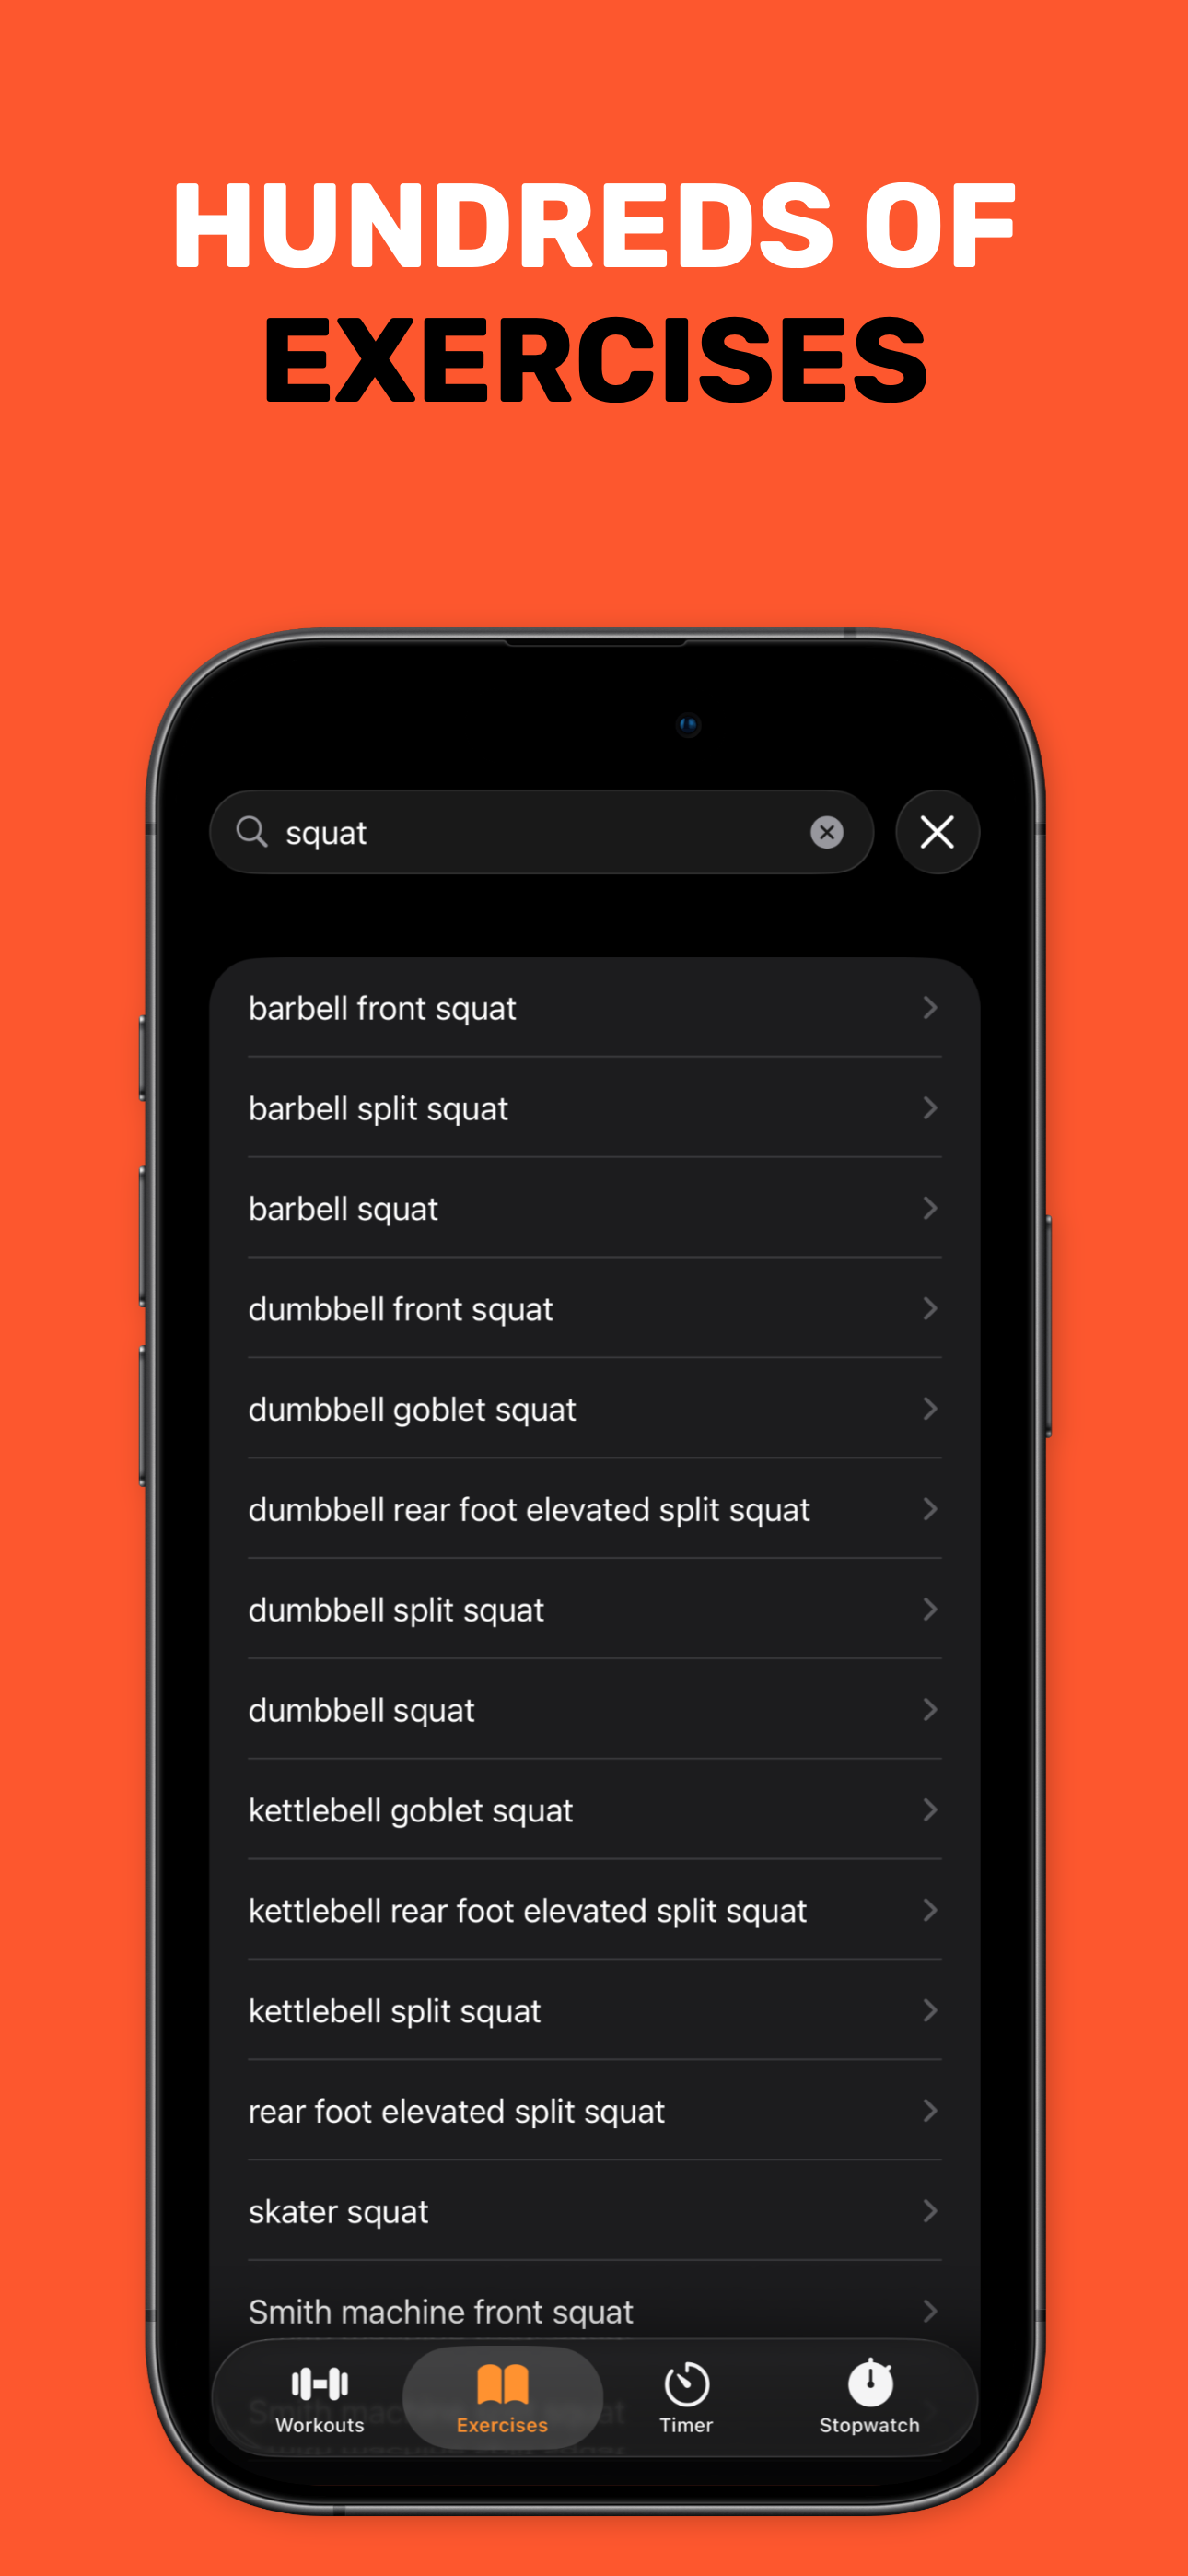 HUNDREDS OF
EXERCISES
squat
barbell front squat
barbell split squat
barbell squat
dumbbell front squat
dumbbell goblet squat
dumbbell rear foot elevated split squat
dumbbell split squat
dumbbell squat
kettlebell goblet squat
kettlebell rear foot elevated split squat
kettlebell split squat
rear foot elevated split squat
skater squat
Smith machine front squat
Workouts
Exercises
Timer
Stopwatch